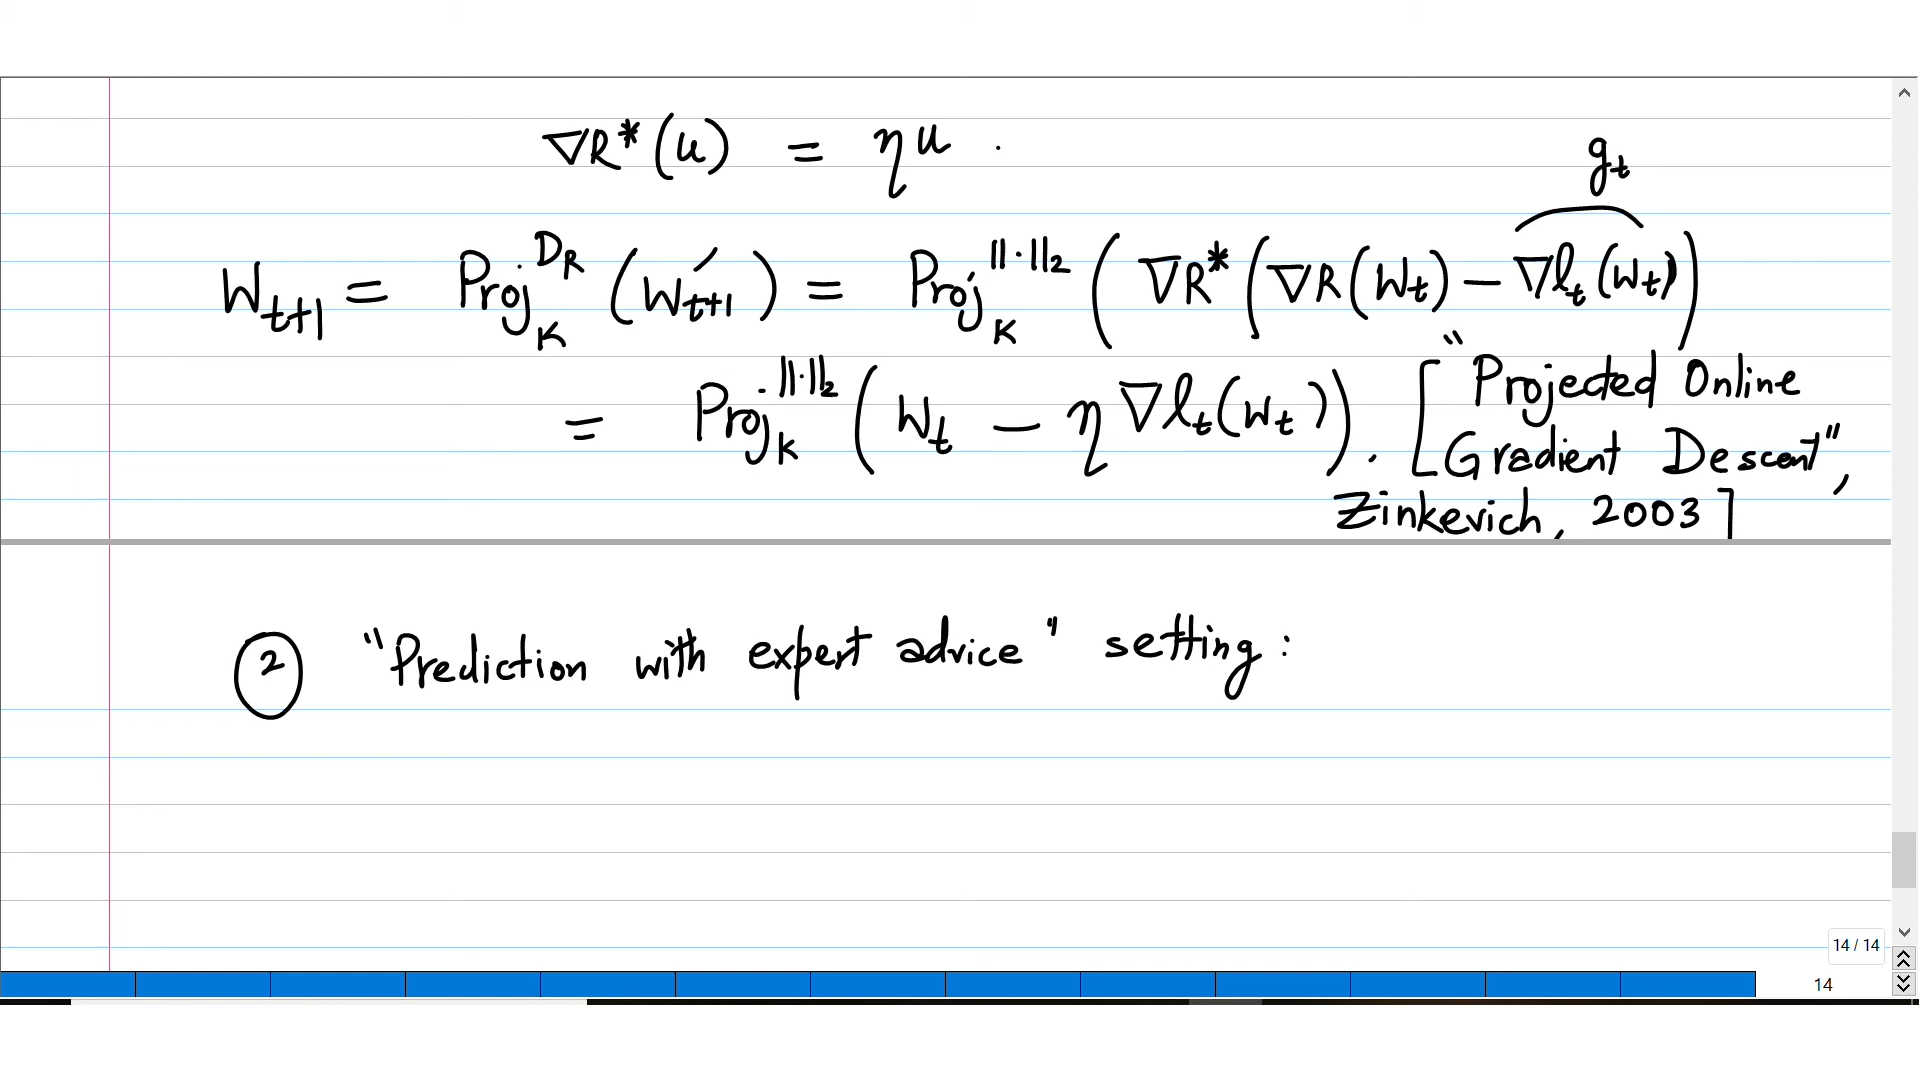 ∇R*(u) = ηu .
g_t
W_{t+1} = Proj_K^{D_R} (w'_{t+1}) = Proj_K^{||·||_2} ( ∇R* (∇R(W_t) − ∇l_t(W_t) )
= Proj_K^{||·||_2} ( W_t − η ∇l_t(W_t) ) . [ "Projected Online
Gradient Descent",
Zinkevich, 2003 ]
② "Prediction with expert advice" setting :
14 / 14
14